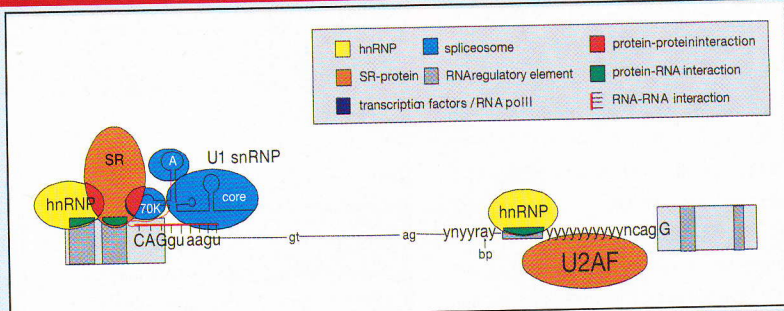 hnRNP
spliceosome
protein-proteininteraction
SR-protein
RNAregulatory element
protein-RNA interaction
transcription factors /RNA polII
RNA-RNA interaction
SR
A
U1 snRNP
hnRNP
70K
core
CAGguaagu
gt
ag
hnRNP
ynyyray
yyyyyyyyyyncagG
bp
U2AF